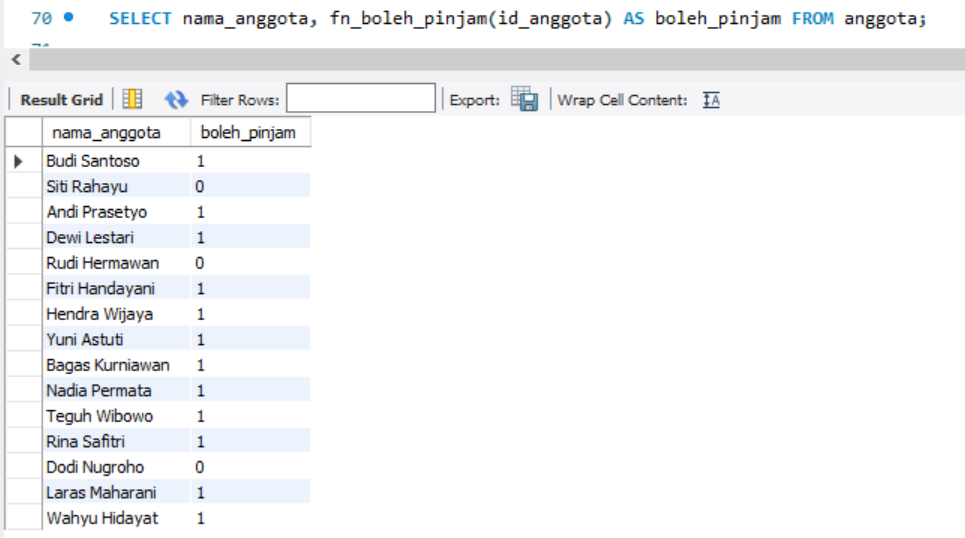 70 SELECT nama_anggota, fn_boleh_pinjam(id_anggota) AS boleh_pinjam FROM anggota;
Result Grid Filter Rows: Export: Wrap Cell Content: IA
nama_anggota boleh_pinjam
Budi Santoso 1
Siti Rahayu 0
Andi Prasetyo 1
Dewi Lestari 1
Rudi Hermawan 0
Fitri Handayani 1
Hendra Wijaya 1
Yuni Astuti 1
Bagas Kurniawan 1
Nadia Permata 1
Teguh Wibowo 1
Rina Safitri 1
Dodi Nugroho 0
Laras Maharani 1
Wahyu Hidayat 1